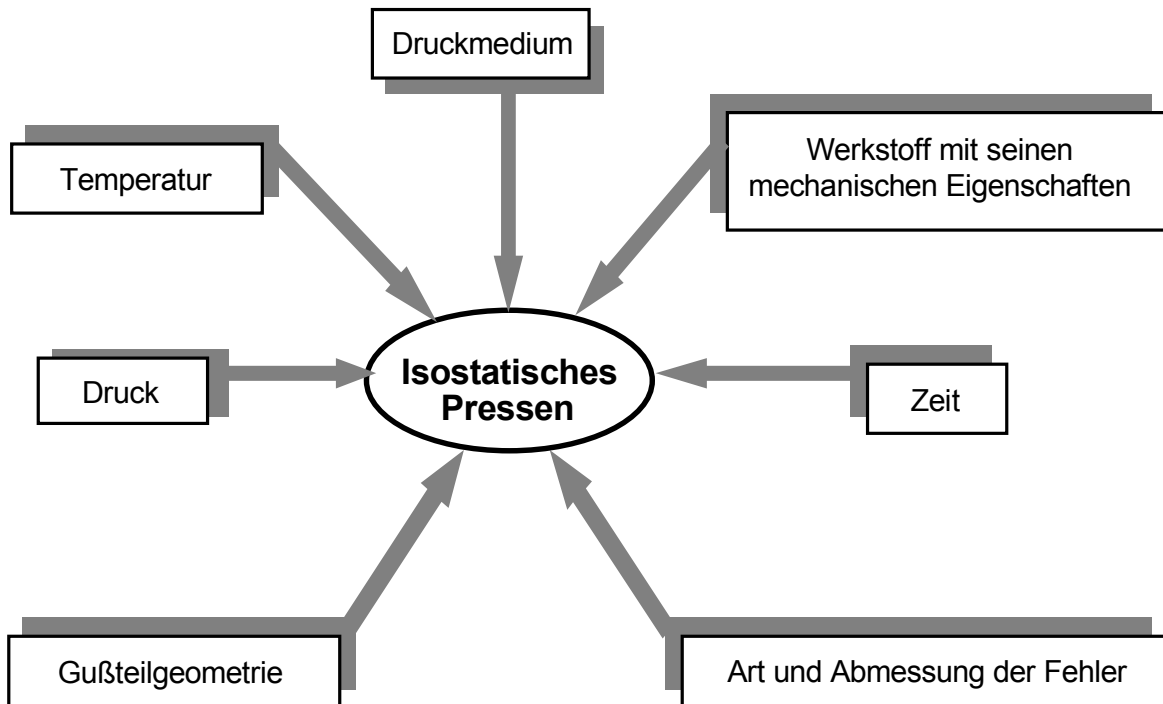 Druckmedium
Temperatur
Werkstoff mit seinen
mechanischen Eigenschaften
Druck
Isostatisches
Pressen
Zeit
Gußteilgeometrie
Art und Abmessung der Fehler